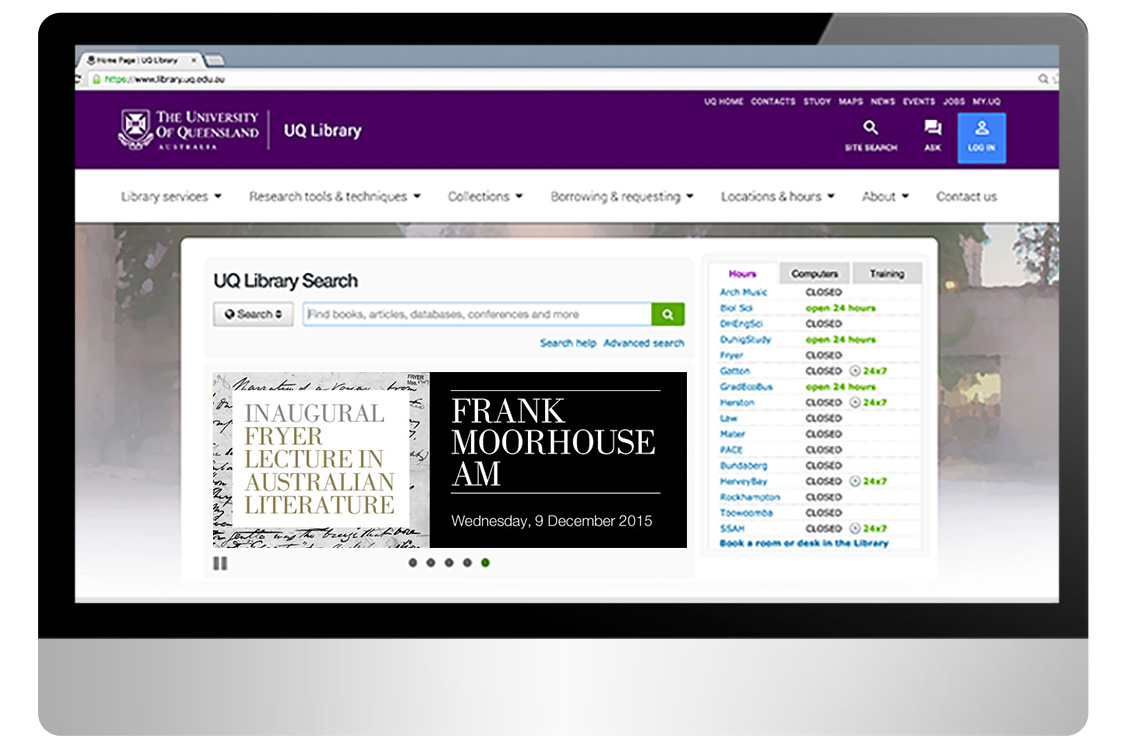 Home Page | UQ Library
https://www.library.uq.edu.au
UQ HOME CONTACTS STUDY MAPS NEWS EVENTS JOBS MY.UQ
THE UNIVERSITY
OF QUEENSLAND
AUSTRALIA
UQ Library
SITE SEARCH ASK LOG IN
Library services Research tools & techniques Collections Borrowing & requesting Locations & hours About Contact us
UQ Library Search
Search Find books, articles, databases, conferences and more
Search help Advanced search
INAUGURAL
FRYER
LECTURE IN
AUSTRALIAN
LITERATURE
FRYER
FRANK
MOORHOUSE
AM
Wednesday, 9 December 2015
Hours Computers Training
Arch Music CLOSED
Biol Sci open 24 hours
DHEngSci CLOSED
DuhigStudy open 24 hours
Fryer CLOSED
Gatton CLOSED 24x7
GradEcoBus open 24 hours
Herston CLOSED 24x7
Law CLOSED
Mater CLOSED
PACE CLOSED
Bundaberg CLOSED
HerveyBay CLOSED 24x7
Rockhampton CLOSED
Toowoomba CLOSED
SSAH CLOSED 24x7
Book a room or desk in the Library